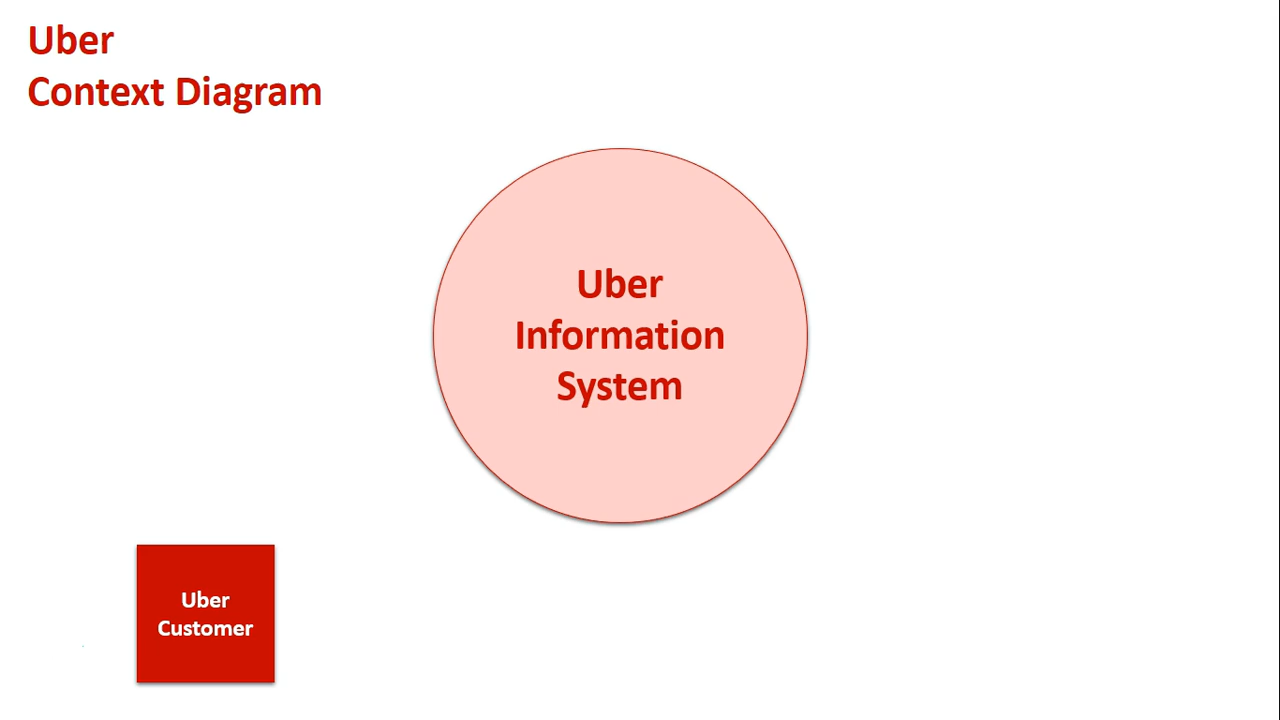 Uber
Context Diagram
Uber
Information
System
Uber
Customer